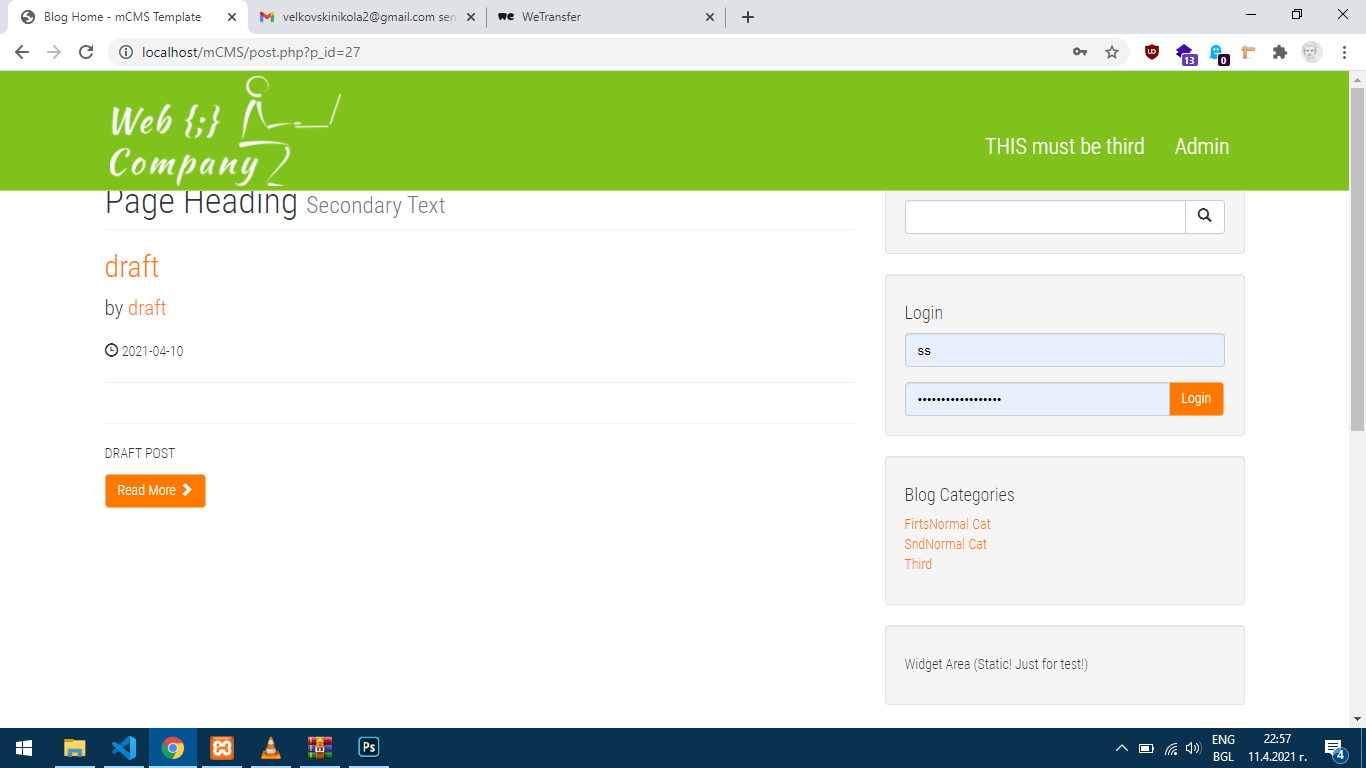 Blog Home - mCMS Template
velkovskinikola2@gmail.com sen
WeTransfer
localhost/mCMS/post.php?p_id=27
13
0
Web {;}
Company
THIS must be third
Admin
Page Heading Secondary Text
draft
by draft
2021-04-10
DRAFT POST
Read More
Login
ss
••••••••••••••••••
Login
Blog Categories
FirtsNormal Cat
SndNormal Cat
Third
Widget Area (Static! Just for test!)
Ps
ENG
BGL
22:57
11.4.2021 г.
4